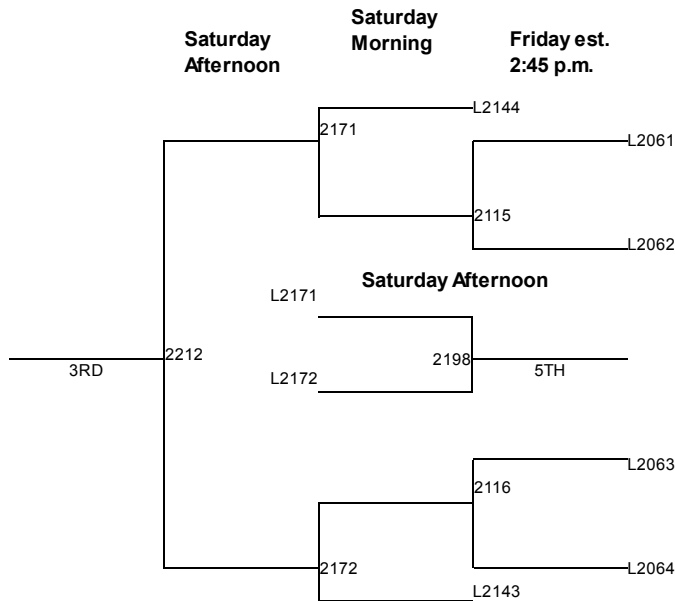 Saturday
Afternoon
Saturday
Morning
Friday est.
2:45 p.m.
L2144
2171
L2061
2115
L2062
Saturday Afternoon
L2171
2212
2198
3RD
L2172
5TH
L2063
2116
2172
L2064
L2143